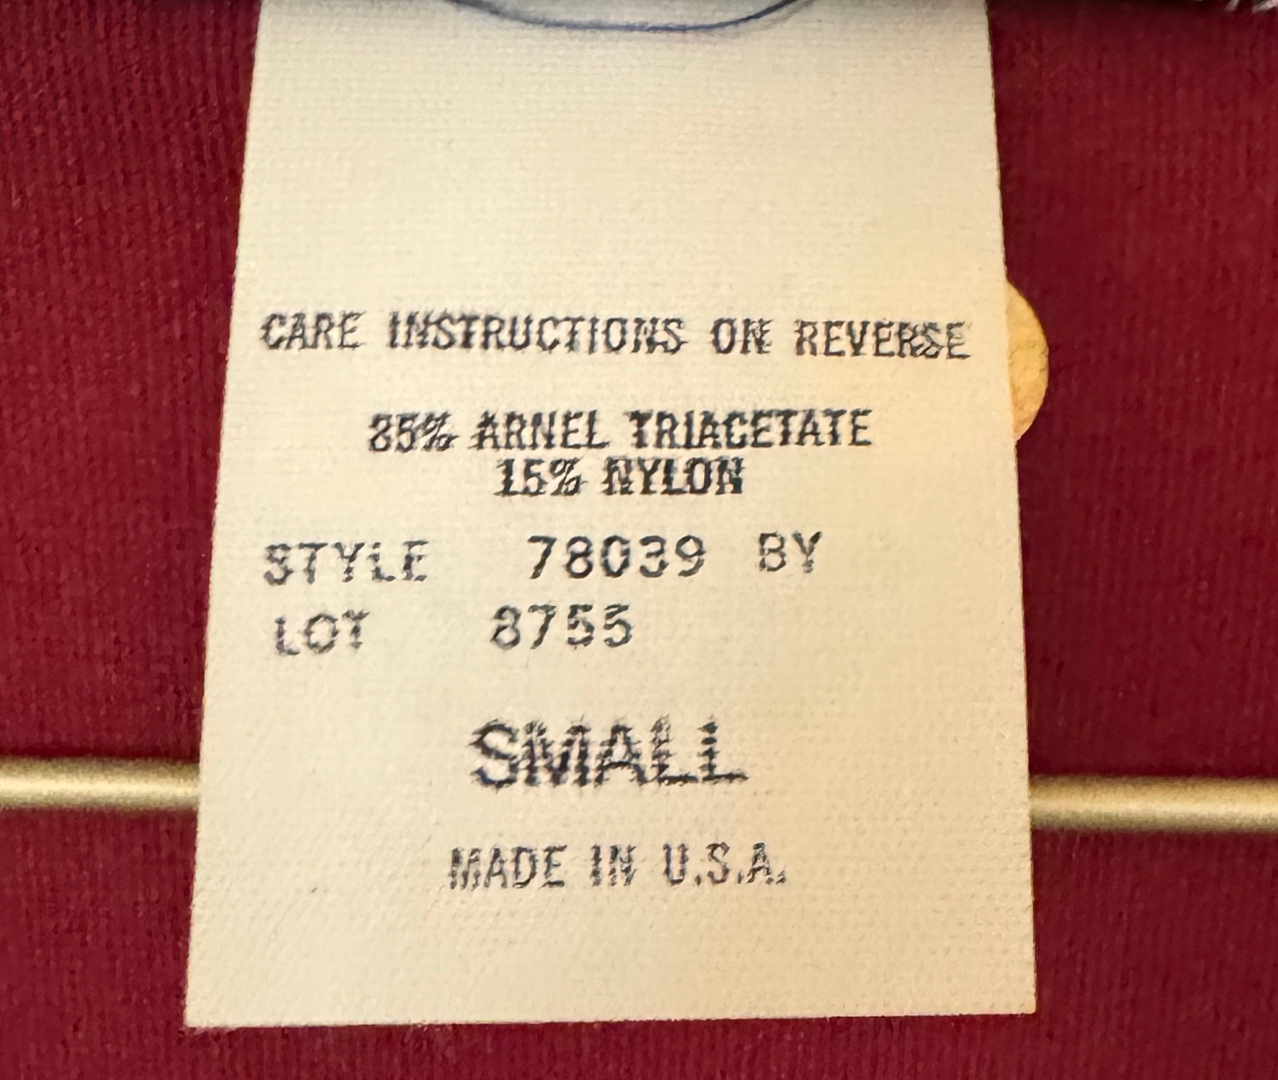 CARE INSTRUCTIONS ON REVERSE
85% ARNEL TRIACETATE
15% NYLON
STYLE 78039 BY
LOT 8755
SMALL
MADE IN U.S.A.